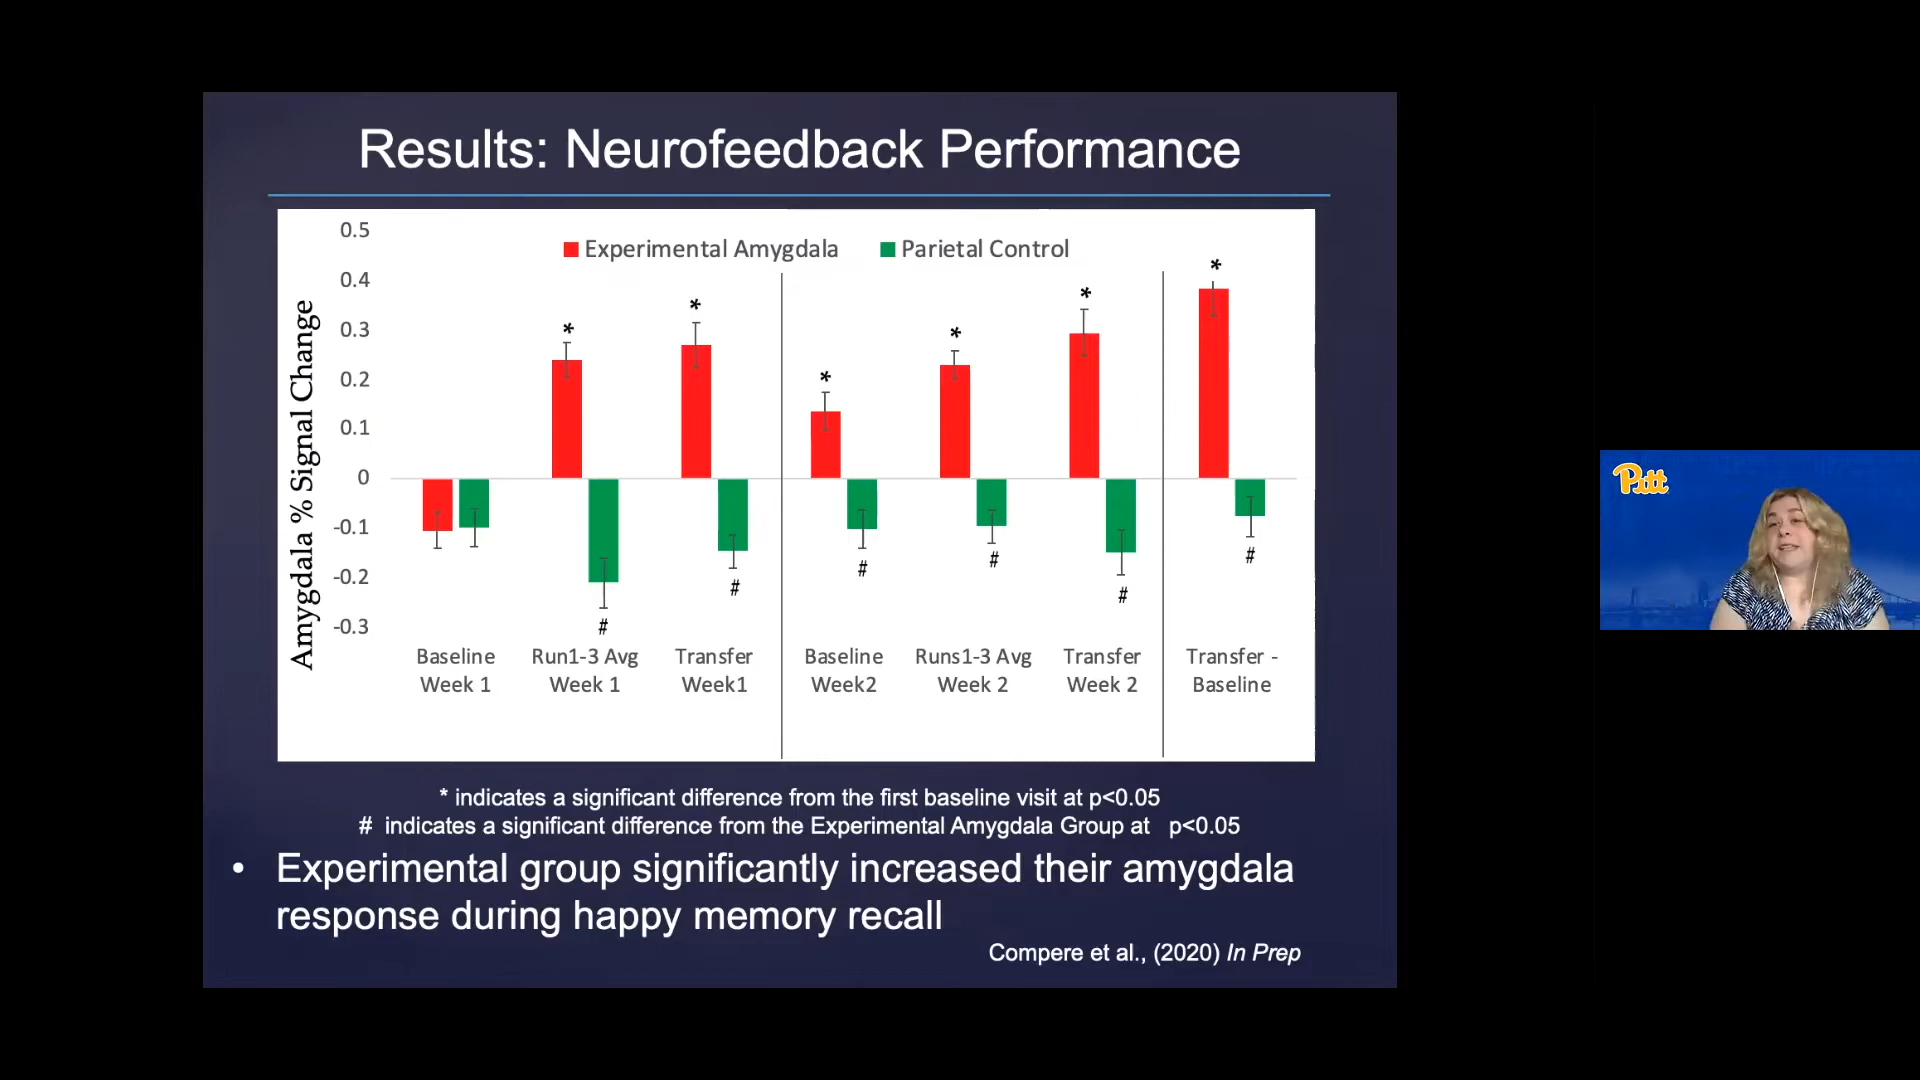 Results: Neurofeedback Performance
Experimental Amygdala
Parietal Control
Amygdala % Signal Change
0.5
0.4
0.3
0.2
0.1
0
-0.1
-0.2
-0.3
*
*
*
*
*
*
#
#
#
#
#
#
Baseline
Week 1
Run1-3 Avg
Week 1
Transfer
Week1
Baseline
Week2
Runs1-3 Avg
Week 2
Transfer
Week 2
Transfer -
Baseline
* indicates a significant difference from the first baseline visit at p<0.05
# indicates a significant difference from the Experimental Amygdala Group at p<0.05
• Experimental group significantly increased their amygdala
response during happy memory recall
Compere et al., (2020) In Prep
Pitt